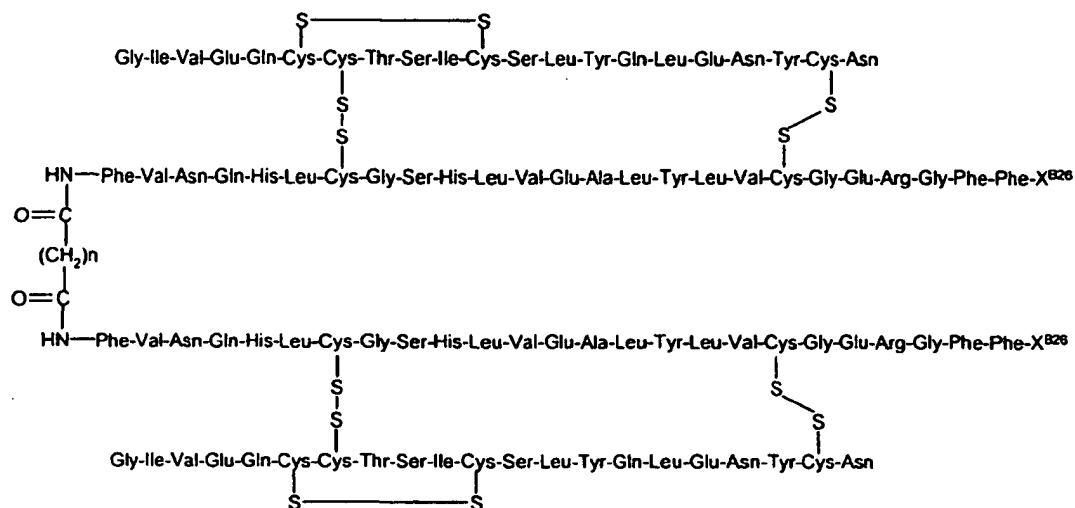 S S
Gly-Ile-Val-Glu-Gln-Cys-Cys-Thr-Ser-Ile-Cys-Ser-Leu-Tyr-Gln-Leu-Glu-Asn-Tyr-Cys-Asn
S S
S S
HN—Phe-Val-Asn-Gln-His-Leu-Cys-Gly-Ser-His-Leu-Val-Glu-Ala-Leu-Tyr-Leu-Val-Cys-Gly-Glu-Arg-Gly-Phe-Phe-X^B26
O=C
(CH₂)n
O=C
HN—Phe-Val-Asn-Gln-His-Leu-Cys-Gly-Ser-His-Leu-Val-Glu-Ala-Leu-Tyr-Leu-Val-Cys-Gly-Glu-Arg-Gly-Phe-Phe-X^B26
S S
S S
Gly-Ile-Val-Glu-Gln-Cys-Cys-Thr-Ser-Ile-Cys-Ser-Leu-Tyr-Gln-Leu-Glu-Asn-Tyr-Cys-Asn
S S